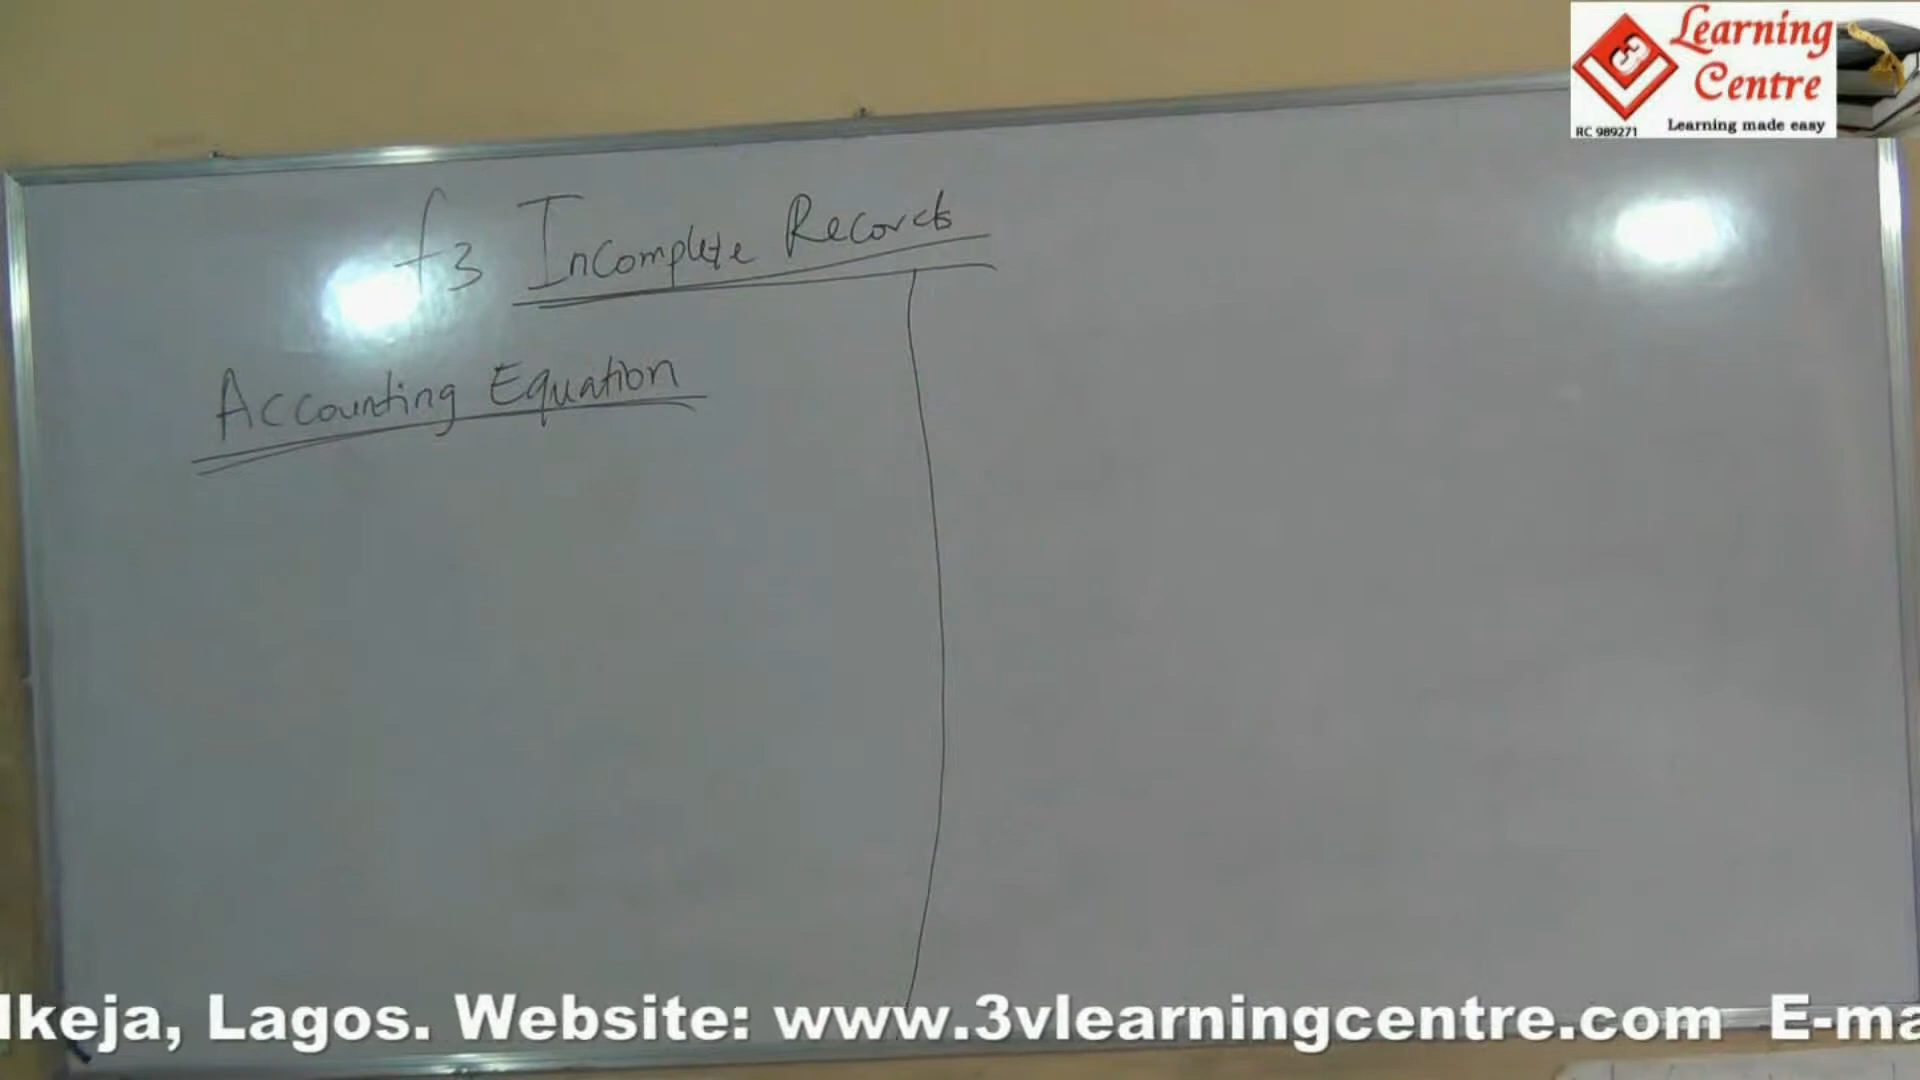 Learning
Centre
Learning made easy
RC 989271
f3 Incomplete Records
Accounting Equation
Ikeja, Lagos. Website: www.3vlearningcentre.com E-ma